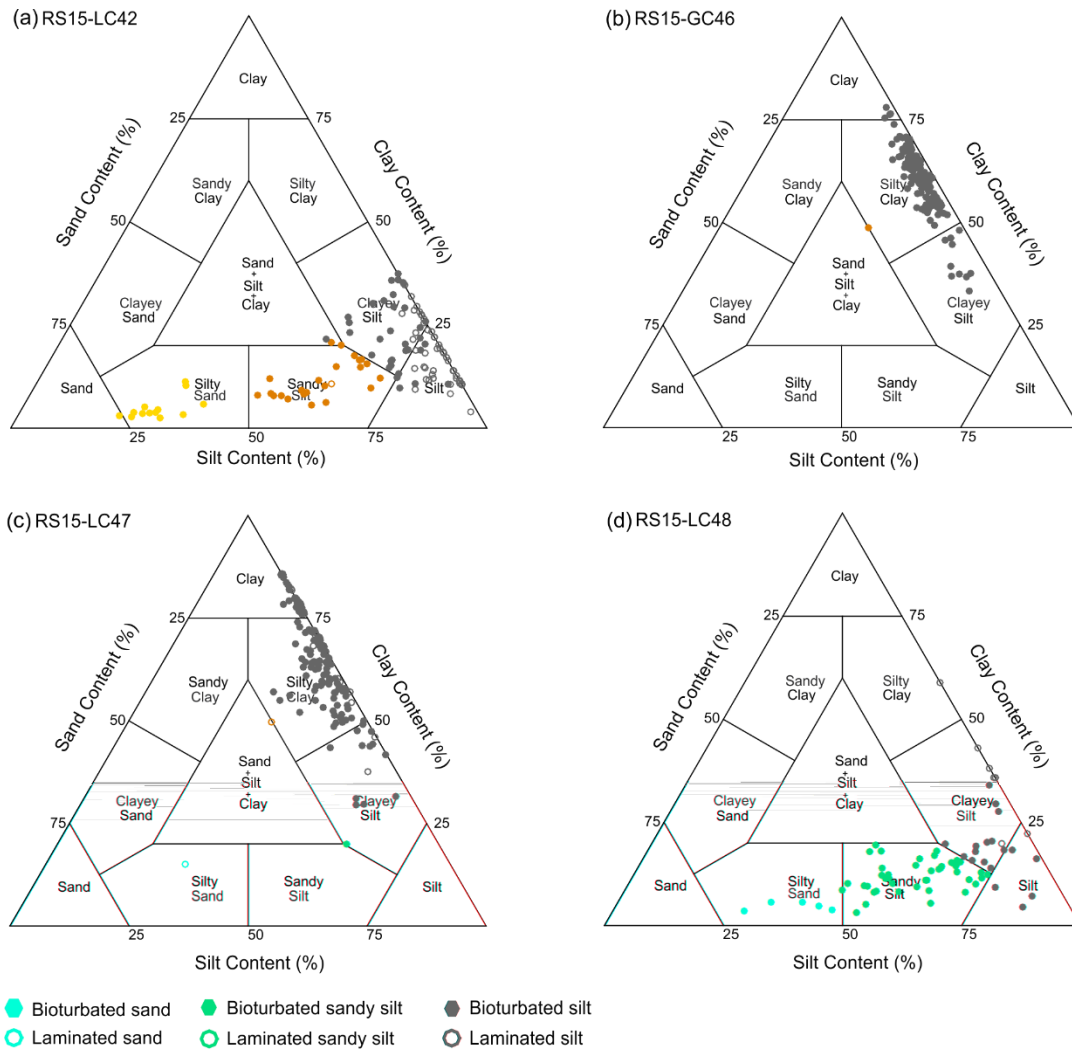 (a) RS15-LC42
Clay
25
75
Sand Content (%)
Clay Content (%)
Sandy
Clay
Silty
Clay
50
50
Sand
+
Silt
+
Clay
Clayey
Sand
Clayey
Silt
75
25
Sand
Silty
Sand
Sandy
Silt
Silt
25
50
75
Silt Content (%)
(b) RS15-GC46
Clay
25
75
Sand Content (%)
Clay Content (%)
Sandy
Clay
Silty
Clay
50
50
Sand
+
Silt
+
Clay
Clayey
Sand
Clayey
Silt
75
25
Sand
Silty
Sand
Sandy
Silt
Silt
25
50
75
Silt Content (%)
(c) RS15-LC47
Clay
25
75
Sand Content (%)
Clay Content (%)
Sandy
Clay
Silty
Clay
50
50
Sand
+
Silt
+
Clay
Clayey
Sand
Clayey
Silt
75
25
Sand
Silty
Sand
Sandy
Silt
Silt
25
50
75
Silt Content (%)
(d) RS15-LC48
Clay
25
75
Sand Content (%)
Clay Content (%)
Sandy
Clay
Silty
Clay
50
50
Sand
+
Silt
+
Clay
Clayey
Sand
Clayey
Silt
75
25
Sand
Silty
Sand
Sandy
Silt
Silt
25
50
75
Silt Content (%)
Bioturbated sand
Bioturbated sandy silt
Bioturbated silt
Laminated sand
Laminated sandy silt
Laminated silt